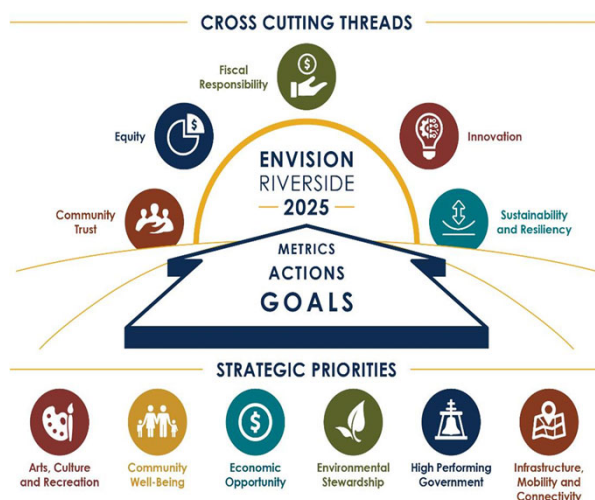 CROSS CUTTING THREADS
Fiscal
Responsibility
Equity
Innovation
Community
Trust
Sustainability
and Resiliency
ENVISION
RIVERSIDE
2025
METRICS
ACTIONS
GOALS
STRATEGIC PRIORITIES
Arts, Culture
and Recreation
Community
Well-Being
Economic
Opportunity
Environmental
Stewardship
High Performing
Government
Infrastructure,
Mobility and
Connectivity